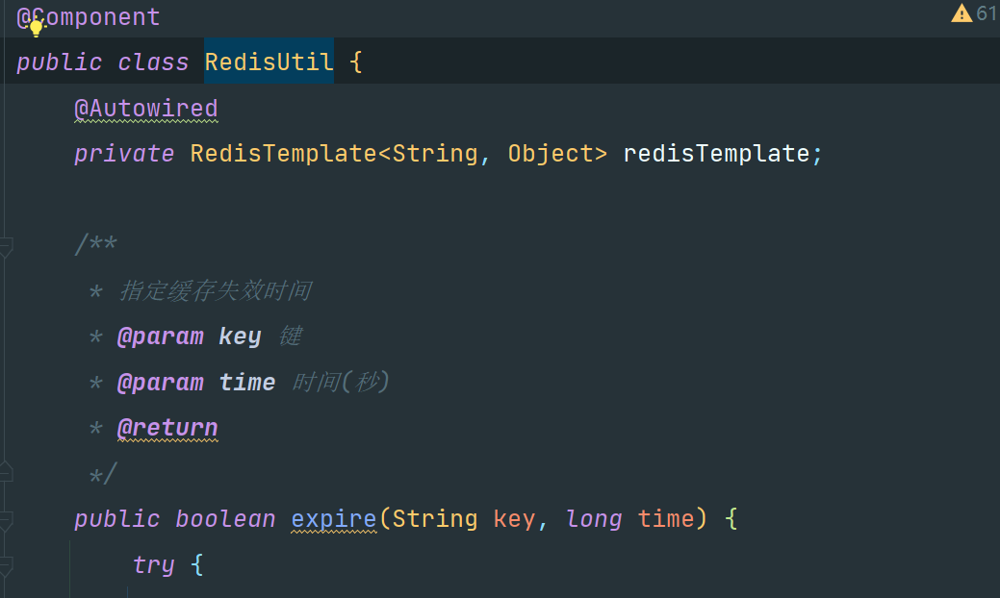 @Component
61
public class RedisUtil {
@Autowired
private RedisTemplate<String, Object> redisTemplate;
/**
* 指定缓存失效时间
* @param key 键
* @param time 时间(秒)
* @return
*/
public boolean expire(String key, long time) {
try {